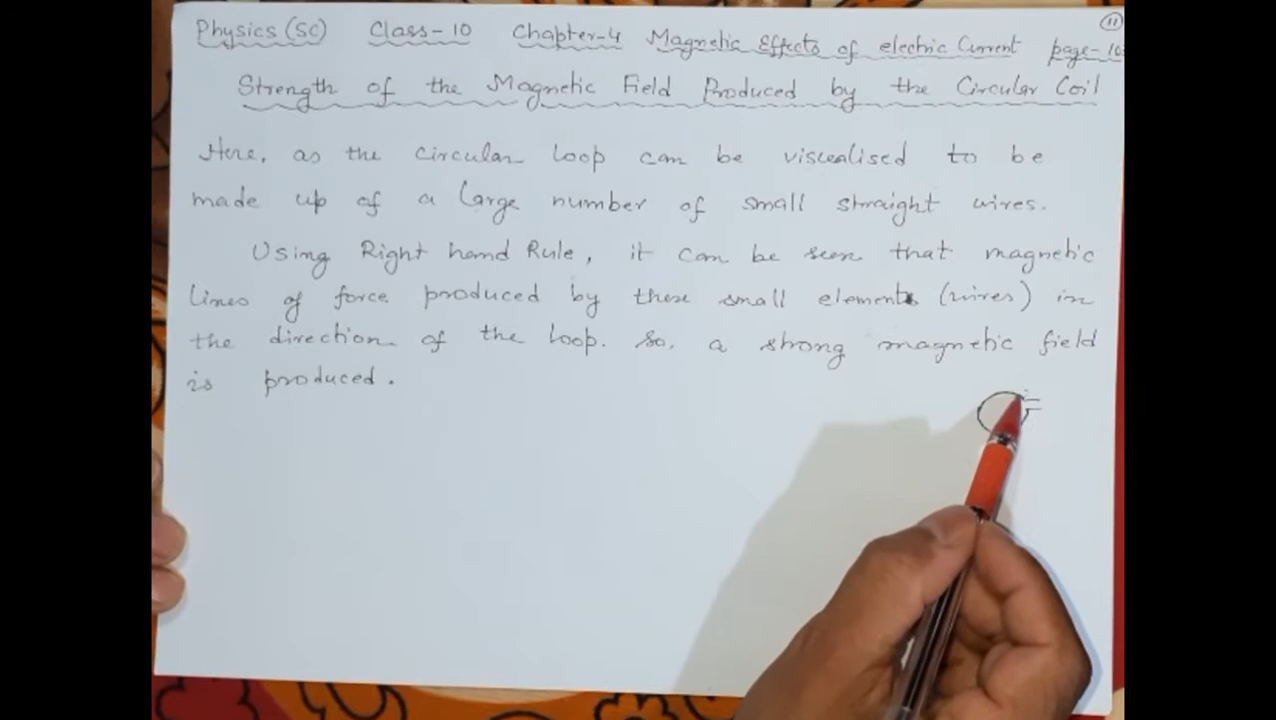 11
Physics (SC) Class-10 Chapter-4 Magnetic Effects of electric Current page-10
Strength of the Magnetic Field Produced by the Circular Coil
Here, as the circular loop can be viscealised to be
made up of a large number of small straight wires.
Using Right hand Rule, it can be seen that magnetic
lines of force produced by these small elements (wires) in
the direction of the loop. So, a strong magnetic field
is produced.